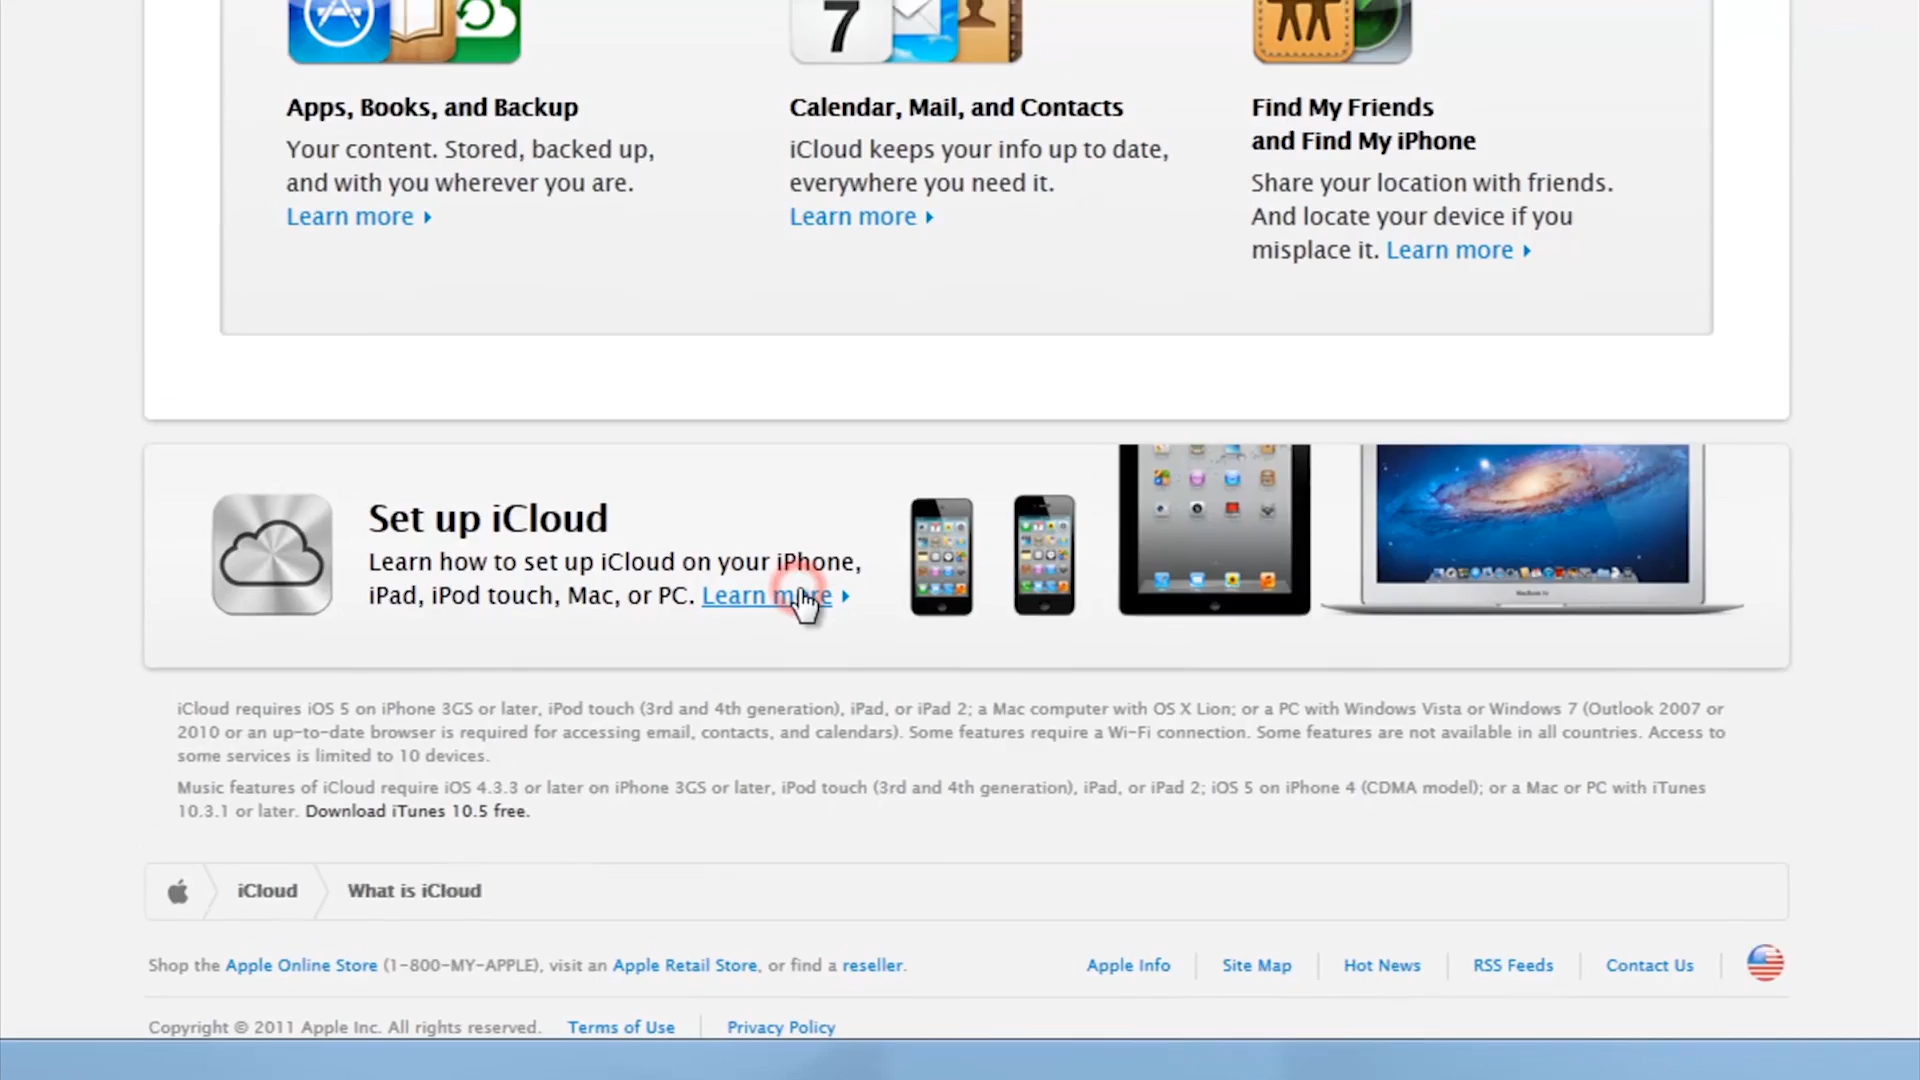 7
Apps, Books, and Backup
Your content. Stored, backed up,
and with you wherever you are.
Learn more
Calendar, Mail, and Contacts
iCloud keeps your info up to date,
everywhere you need it.
Learn more
Find My Friends
and Find My iPhone
Share your location with friends.
And locate your device if you
misplace it. Learn more
Set up iCloud
Learn how to set up iCloud on your iPhone,
iPad, iPod touch, Mac, or PC. Learn more
iCloud requires iOS 5 on iPhone 3GS or later, iPod touch (3rd and 4th generation), iPad, or iPad 2; a Mac computer with OS X Lion; or a PC with Windows Vista or Windows 7 (Outlook 2007 or
2010 or an up-to-date browser is required for accessing email, contacts, and calendars). Some features require a Wi-Fi connection. Some features are not available in all countries. Access to
some services is limited to 10 devices.
Music features of iCloud require iOS 4.3.3 or later on iPhone 3GS or later, iPod touch (3rd and 4th generation), iPad, or iPad 2; iOS 5 on iPhone 4 (CDMA model); or a Mac or PC with iTunes
10.3.1 or later. Download iTunes 10.5 free.
iCloud What is iCloud
Shop the Apple Online Store (1-800-MY-APPLE), visit an Apple Retail Store, or find a reseller.
Apple Info Site Map Hot News RSS Feeds Contact Us
Copyright © 2011 Apple Inc. All rights reserved. Terms of Use Privacy Policy